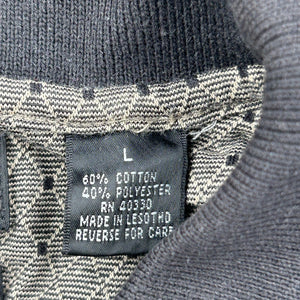 L
60% COTTON
40% POLYESTER
RN 40330
MADE IN LESOTHO
REVERSE FOR CARE